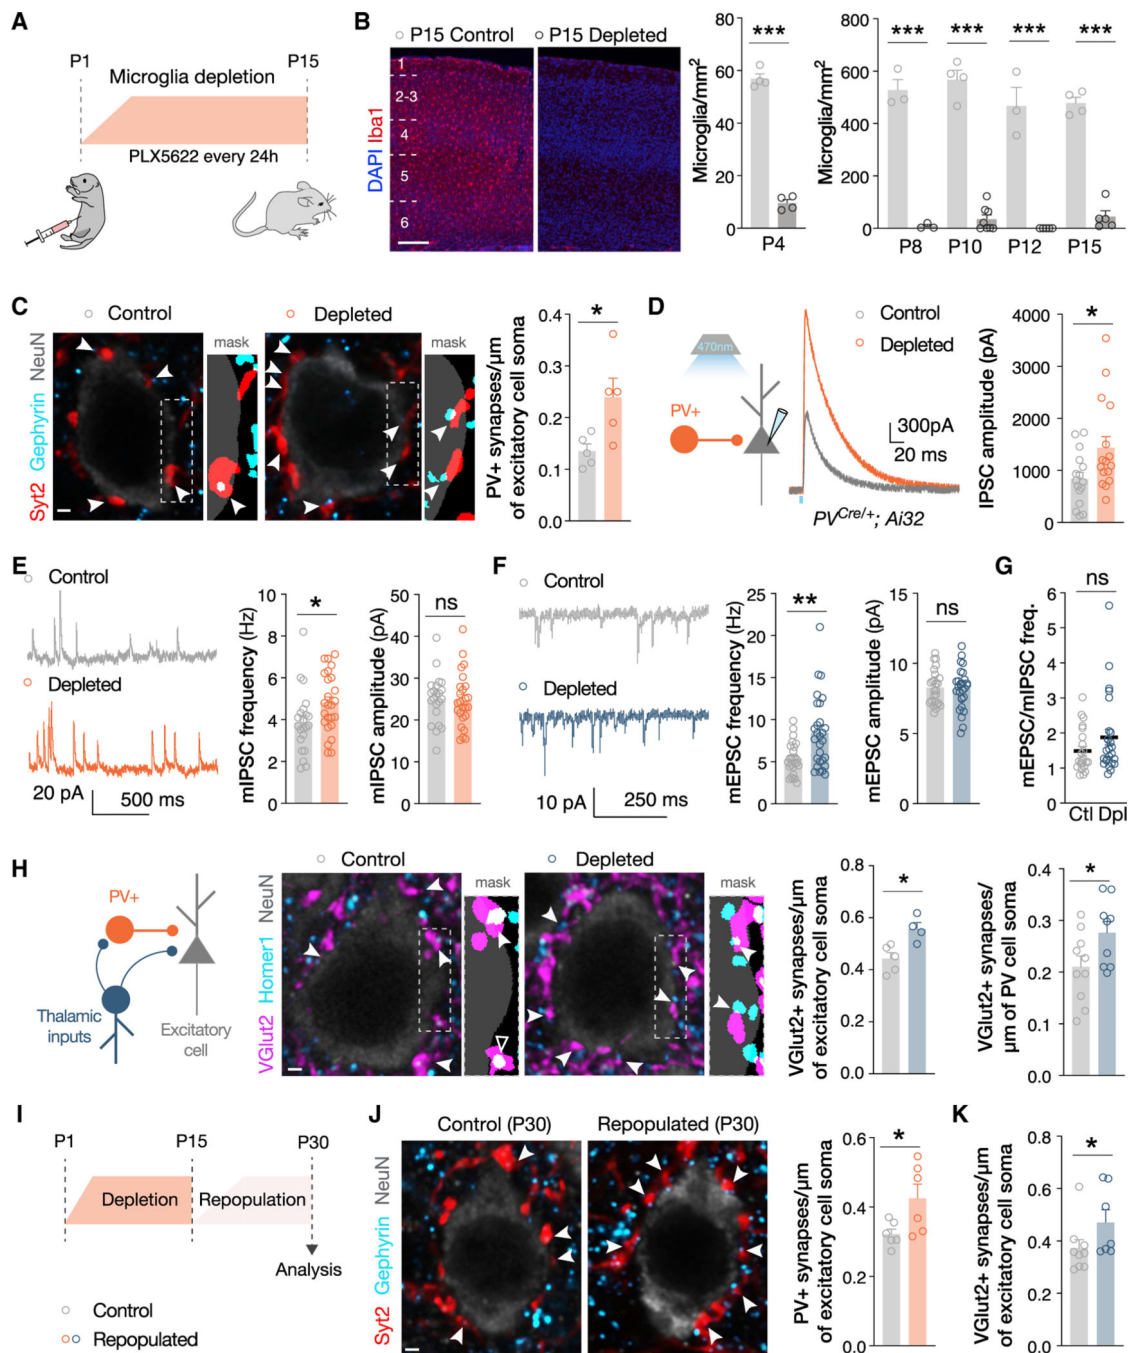 A
P1
P15
Microglia depletion
PLX5622 every 24h
B
P15 Control
P15 Depleted
DAPI Iba1
1
2-3
4
5
6
Microglia/mm2
80
60
40
20
0
***
P4
Microglia/mm2
800
600
400
200
0
*** *** *** ***
P8 P10 P12 P15
C
Control
Depleted
Syt2 Gephyrin NeuN
mask
mask
PV+ synapses/µm
of excitatory cell soma
0.4
0.3
0.2
0.1
0.0
*
D
470nm
PV+
Control
Depleted
300pA
20 ms
PVCre/+; Ai32
IPSC amplitude (pA)
4000
3000
2000
1000
0
*
E
Control
Depleted
20 pA
500 ms
mIPSC frequency (Hz)
10
8
6
4
2
0
*
mIPSC amplitude (pA)
50
40
30
20
10
0
ns
F
Control
Depleted
10 pA
250 ms
mEPSC frequency (Hz)
25
20
15
10
5
0
**
mEPSC amplitude (pA)
15
10
5
0
ns
G
ns
mEPSC/mIPSC freq.
6
5
4
3
2
1
0
Ctl Dpl
H
PV+
Thalamic
inputs
Excitatory
cell
Control
Depleted
VGlut2 Homer1 NeuN
mask
mask
VGlut2+ synapses/µm
of excitatory cell soma
0.8
0.6
0.4
0.2
0.0
*
VGlut2+ synapses/
µm of PV cell soma
0.4
0.3
0.2
0.1
0.0
*
I
P1
P15
P30
Depletion
Repopulation
Analysis
Control
Repopulated
J
Control (P30)
Repopulated (P30)
Syt2 Gephyrin NeuN
PV+ synapses/µm
of excitatory cell soma
0.6
0.4
0.2
0.0
*
K
VGlut2+ synapses/µm
of excitatory cell soma
0.8
0.6
0.4
0.2
0.0
*